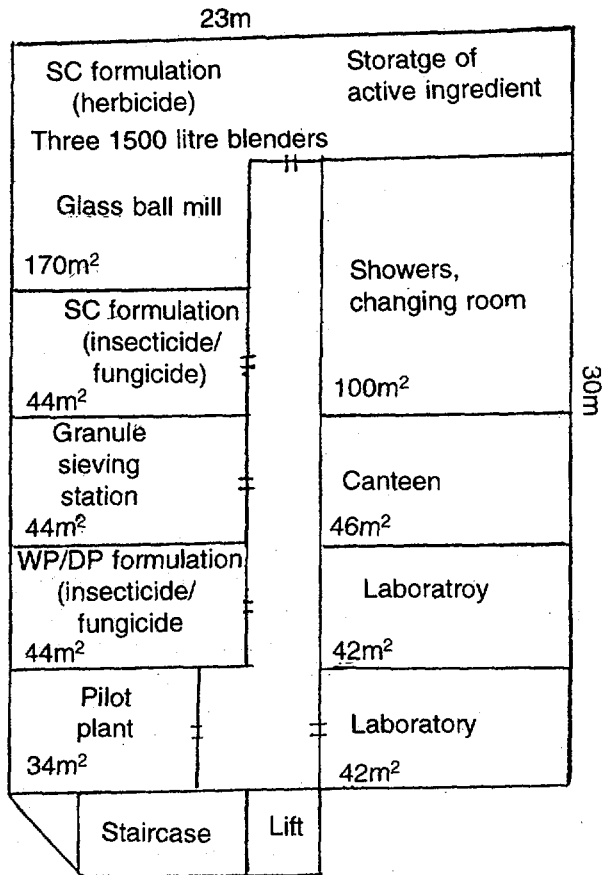 23m
SC formulation
(herbicide)
Storatge of
active ingredient
Three 1500 litre blenders
Glass ball mill
170m²
Showers,
changing room
100m²
30m
SC formulation
(insecticide/
fungicide)
44m²
Granule
sieving
station
44m²
Canteen
46m²
WP/DP formulation
(insecticide/
fungicide
44m²
Laboratroy
42m²
Pilot
plant
34m²
Laboratory
42m²
Staircase
Lift